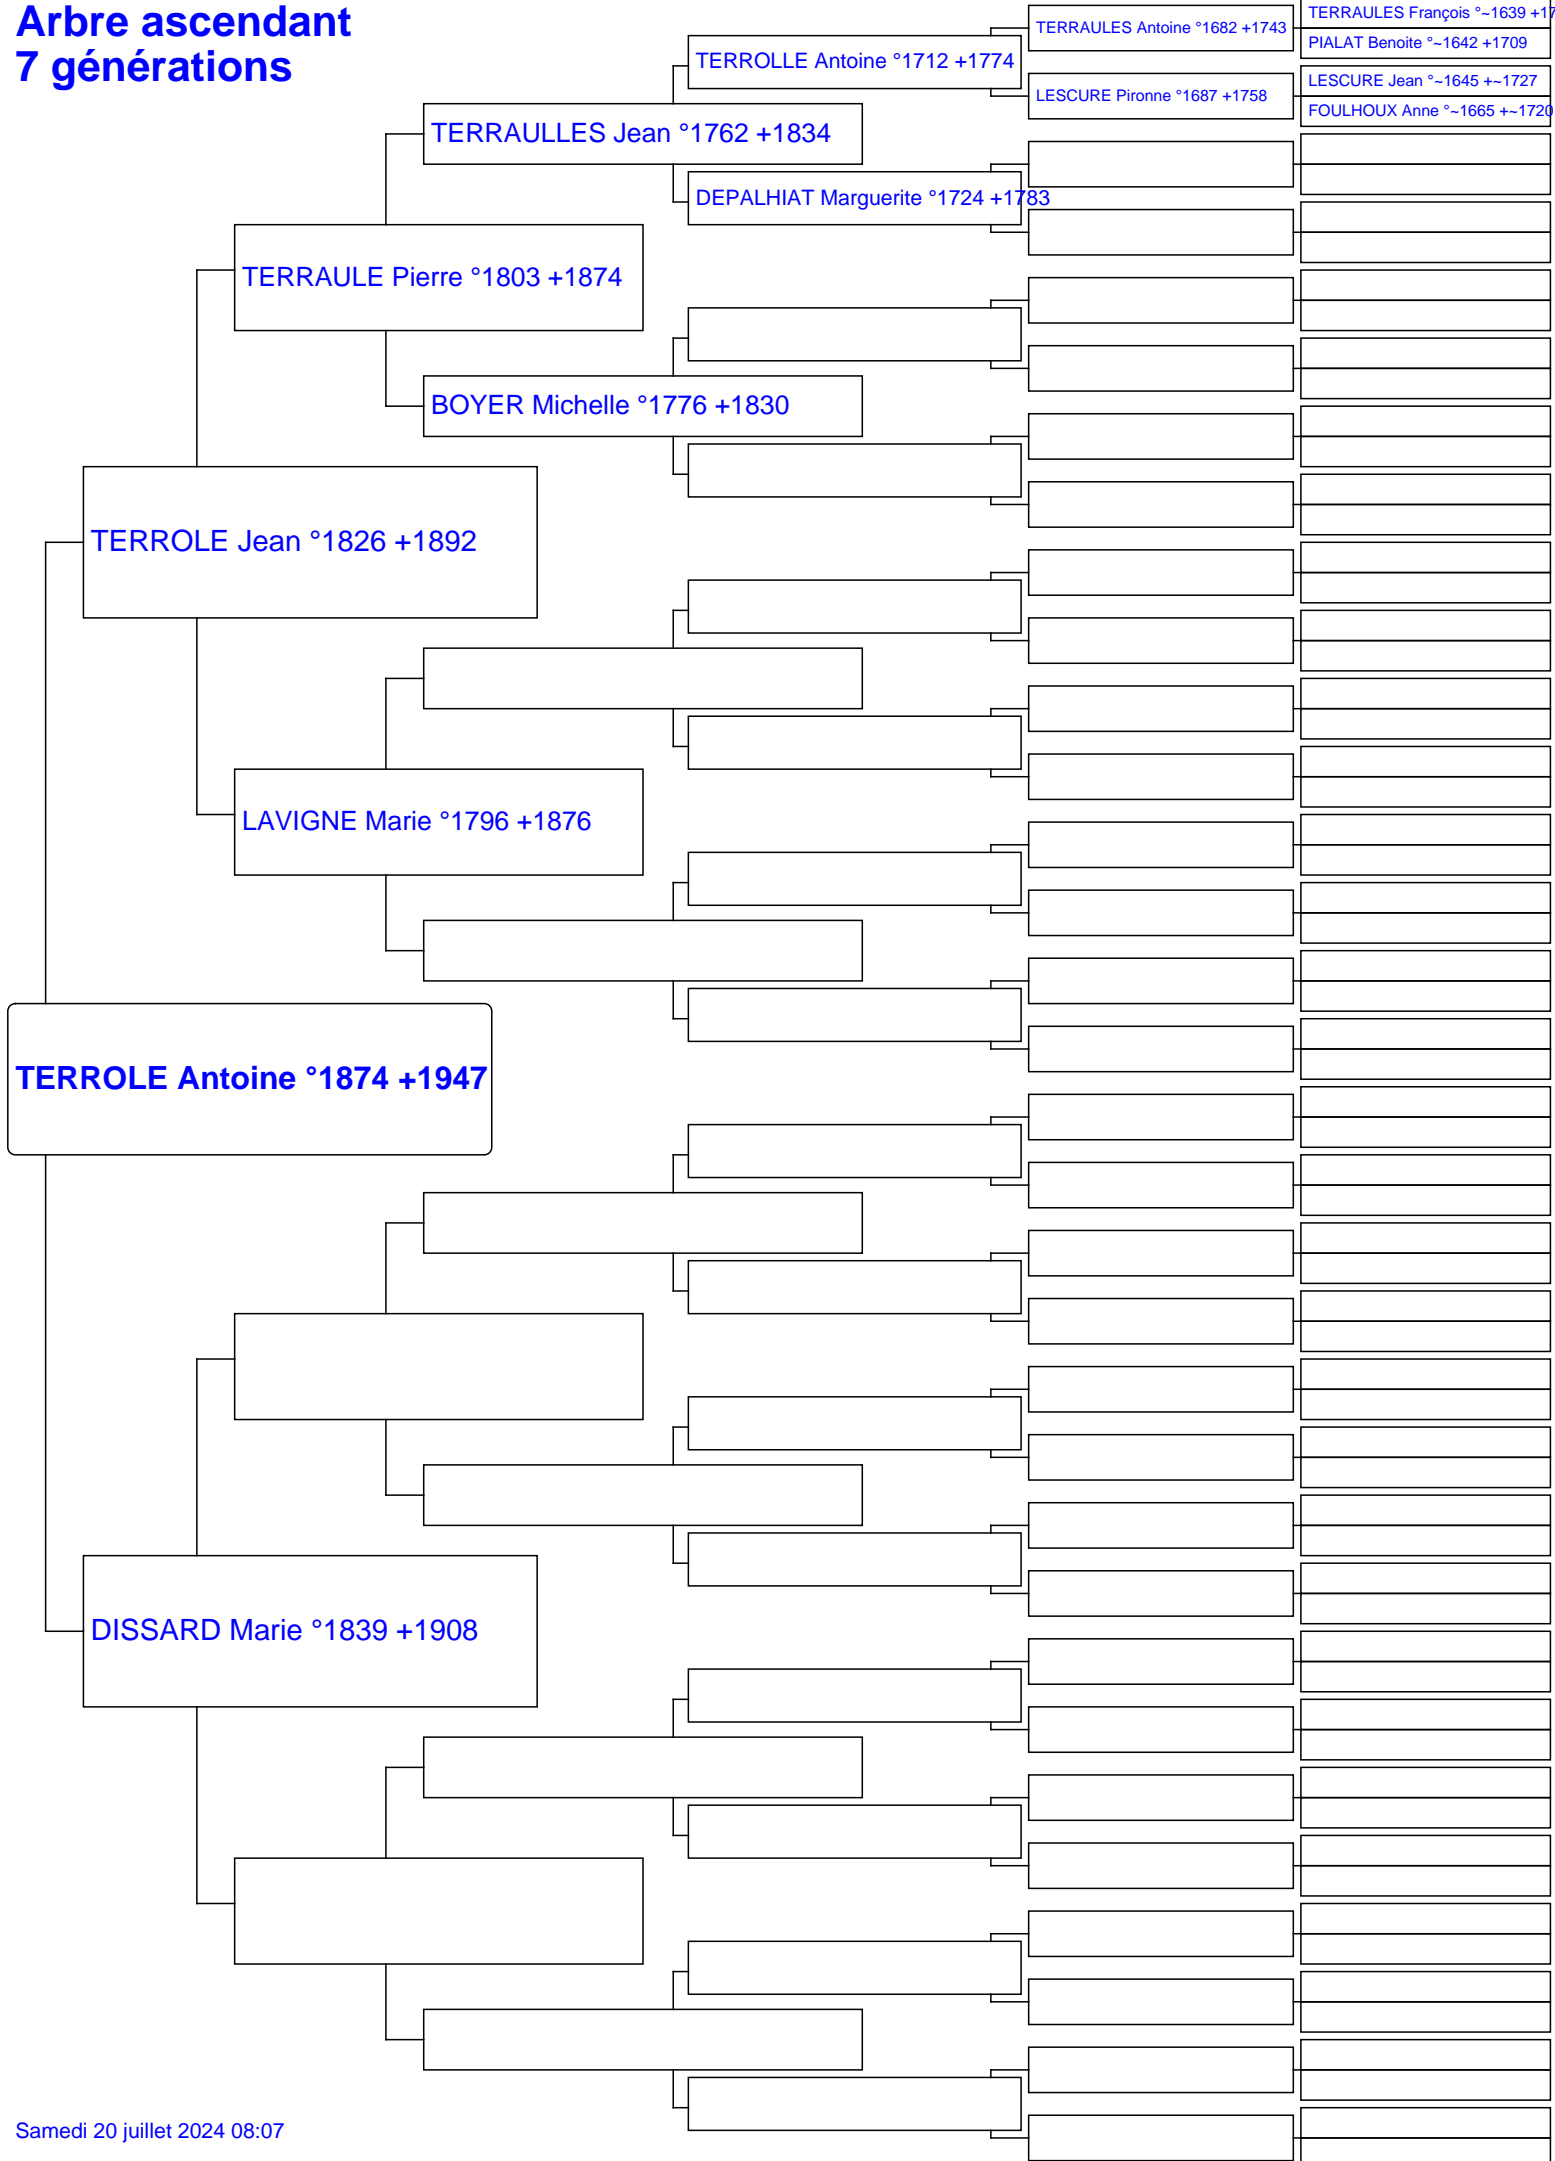 Arbre ascendant
7 générations
TERRAULES François °~1639 +17
TERRAULES Antoine °1682 +1743
PIALAT Benoite °~1642 +1709
TERROLLE Antoine °1712 +1774
LESCURE Jean °~1645 +~1727
LESCURE Pironne °1687 +1758
FOULHOUX Anne °~1665 +~1720
TERRAULLES Jean °1762 +1834
DEPALHIAT Marguerite °1724 +1783
TERRAULE Pierre °1803 +1874
BOYER Michelle °1776 +1830
TERROLE Jean °1826 +1892
LAVIGNE Marie °1796 +1876
TERROLE Antoine °1874 +1947
DISSARD Marie °1839 +1908
Samedi 20 juillet 2024 08:07